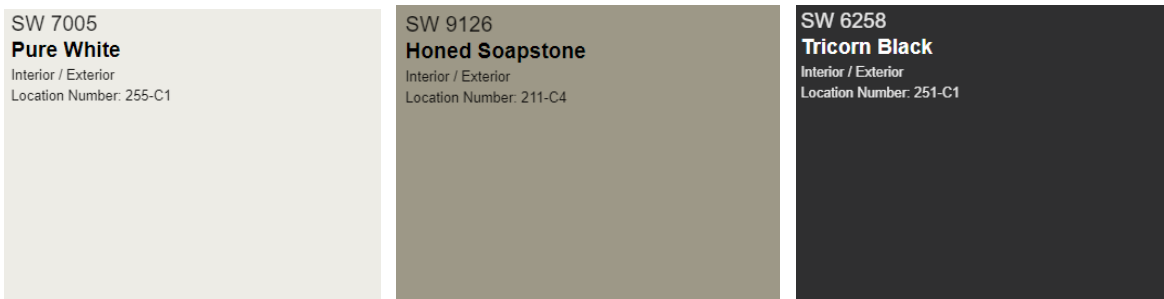 SW 7005
Pure White
Interior / Exterior
Location Number: 255-C1
SW 9126
Honed Soapstone
Interior / Exterior
Location Number: 211-C4
SW 6258
Tricorn Black
Interior / Exterior
Location Number: 251-C1